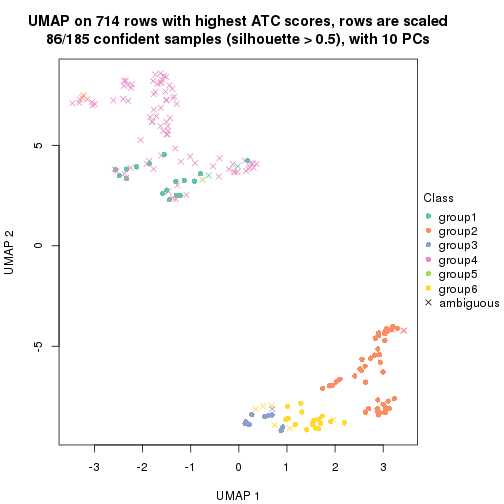 UMAP on 714 rows with highest ATC scores, rows are scaled
86/185 confident samples (silhouette > 0.5), with 10 PCs
5
0
-5
UMAP 2
-3
-2
-1
0
1
2
3
UMAP 1
Class
group1
group2
group3
group4
group5
group6
ambiguous